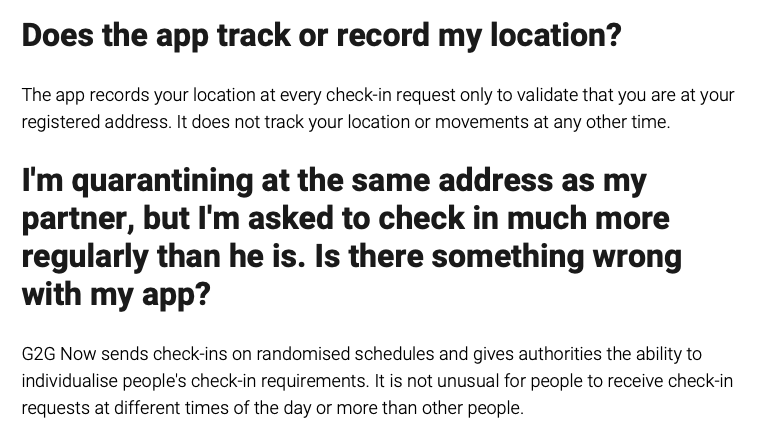 Does the app track or record my location?
The app records your location at every check-in request only to validate that you are at your
registered address. It does not track your location or movements at any other time.
I'm quarantining at the same address as my
partner, but I'm asked to check in much more
regularly than he is. Is there something wrong
with my app?
G2G Now sends check-ins on randomised schedules and gives authorities the ability to
individualise people's check-in requirements. It is not unusual for people to receive check-in
requests at different times of the day or more than other people.